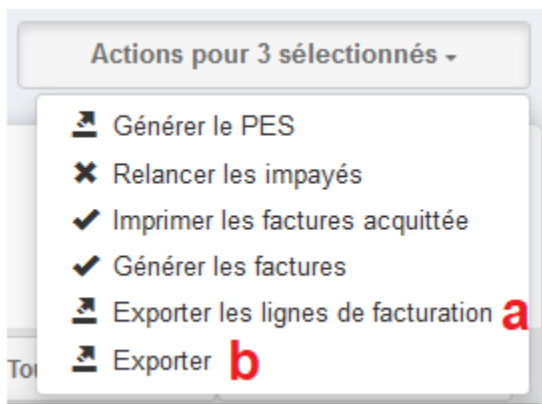 Actions pour 3 sélectionnés
Générer le PES
Relancer les impayés
Imprimer les factures acquittée
Générer les factures
Exporter les lignes de facturation a
Exporter b